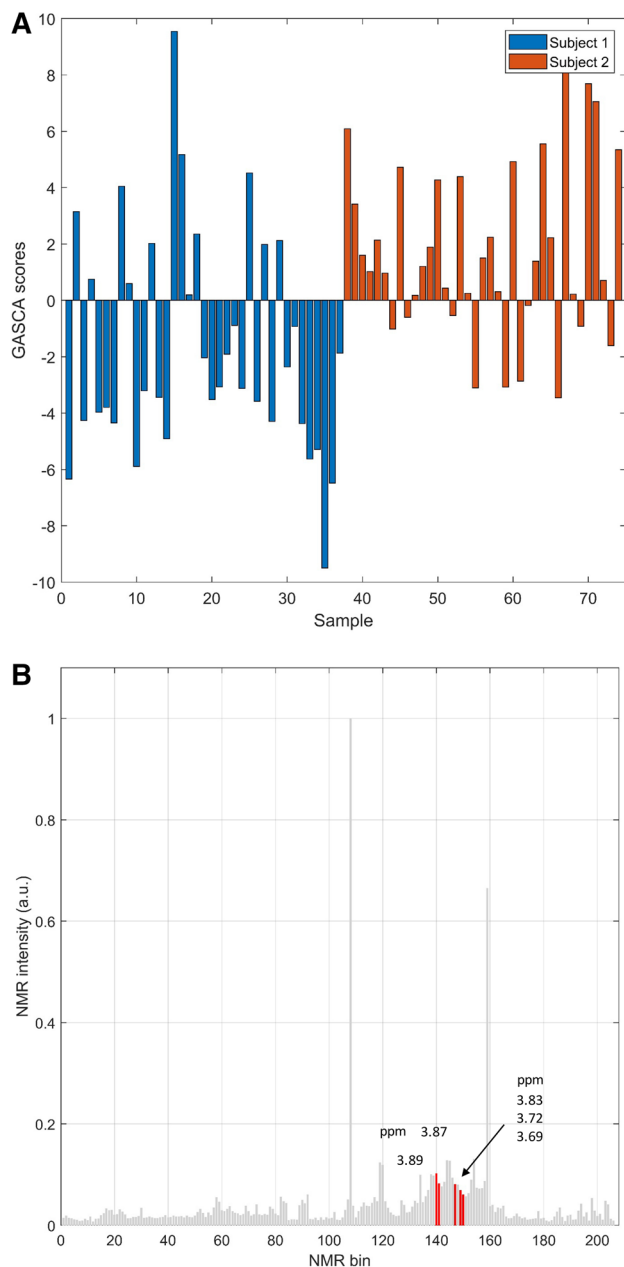 A
10
8
6
4
2
0
-2
-4
-6
-8
-10
GASCA scores
Subject 1
Subject 2
0 10 20 30 40 50 60 70
Sample
B
1
0.8
0.6
0.4
0.2
0
NMR intensity (a.u.)
ppm
3.83
3.72
3.69
ppm 3.87
3.89
0 20 40 60 80 100 120 140 160 180 200
NMR bin